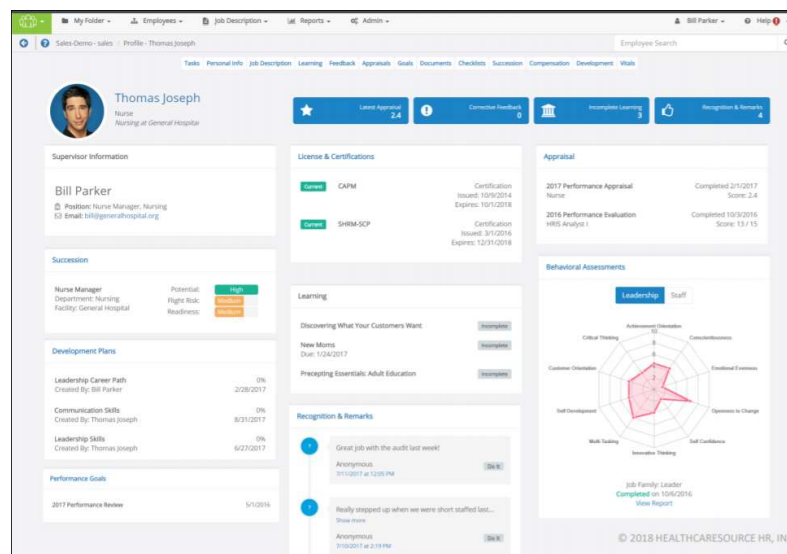 My Folder
Employees
Job Description
Reports
Admin
Bill Parker
Help
Sales-Demo - sales / Profile - Thomas Joseph
Employee Search
Tasks Personal Info Job Description Learning Feedback Appraisals Goals Documents Checklists Succession Compensation Development Vitals
Thomas Joseph
Nurse
Nursing at General Hospital
Latest Appraisal
2.4
Corrective Feedback
0
Incomplete Learning
3
Recognition & Remarks
4
Supervisor Information
Bill Parker
Position: Nurse Manager, Nursing
Email: bill@generalhospital.org
Succession
Nurse Manager
Department: Nursing
Facility: General Hospital
Potential: High
Flight Risk: Medium
Readiness: Medium
Development Plans
Leadership Career Path 0%
Created By: Bill Parker 2/28/2017
Communication Skills 0%
Created By: Thomas Joseph 8/31/2017
Leadership Skills 0%
Created By: Thomas Joseph 6/27/2017
Performance Goals
2017 Performance Review 5/1/2016
License & Certifications
Current CAPM Certification
Issued: 10/9/2014
Expires: 10/1/2018
Current SHRM-SCP Certification
Issued: 3/1/2016
Expires: 12/31/2018
Learning
Discovering What Your Customers Want Incomplete
New Moms Incomplete
Due: 1/24/2017
Precepting Essentials: Adult Education Incomplete
Recognition & Remarks
Great job with the audit last week!
Anonymous Do It
7/11/2017 at 12:05 PM
Really stepped up when we were short staffed last...
Show more
Anonymous Do It
7/10/2017 at 2:19 PM
Appraisal
2017 Performance Appraisal Completed 2/1/2017
Nurse Score: 2.4
2016 Performance Evaluation Completed 10/3/2016
HRIS Analyst I Score: 13 / 15
Behavioral Assessments
Leadership Staff
Achievement Orientation
Conscientiousness
Emotional Evenness
Openness to Change
Self Confidence
Innovative Thinking
Multi-Tasking
Self Development
Customer Orientation
Critical Thinking
10
8
6
4
2
Job Family: Leader
Completed on 10/6/2016
View Report
© 2018 HEALTHCARESOURCE HR, IN